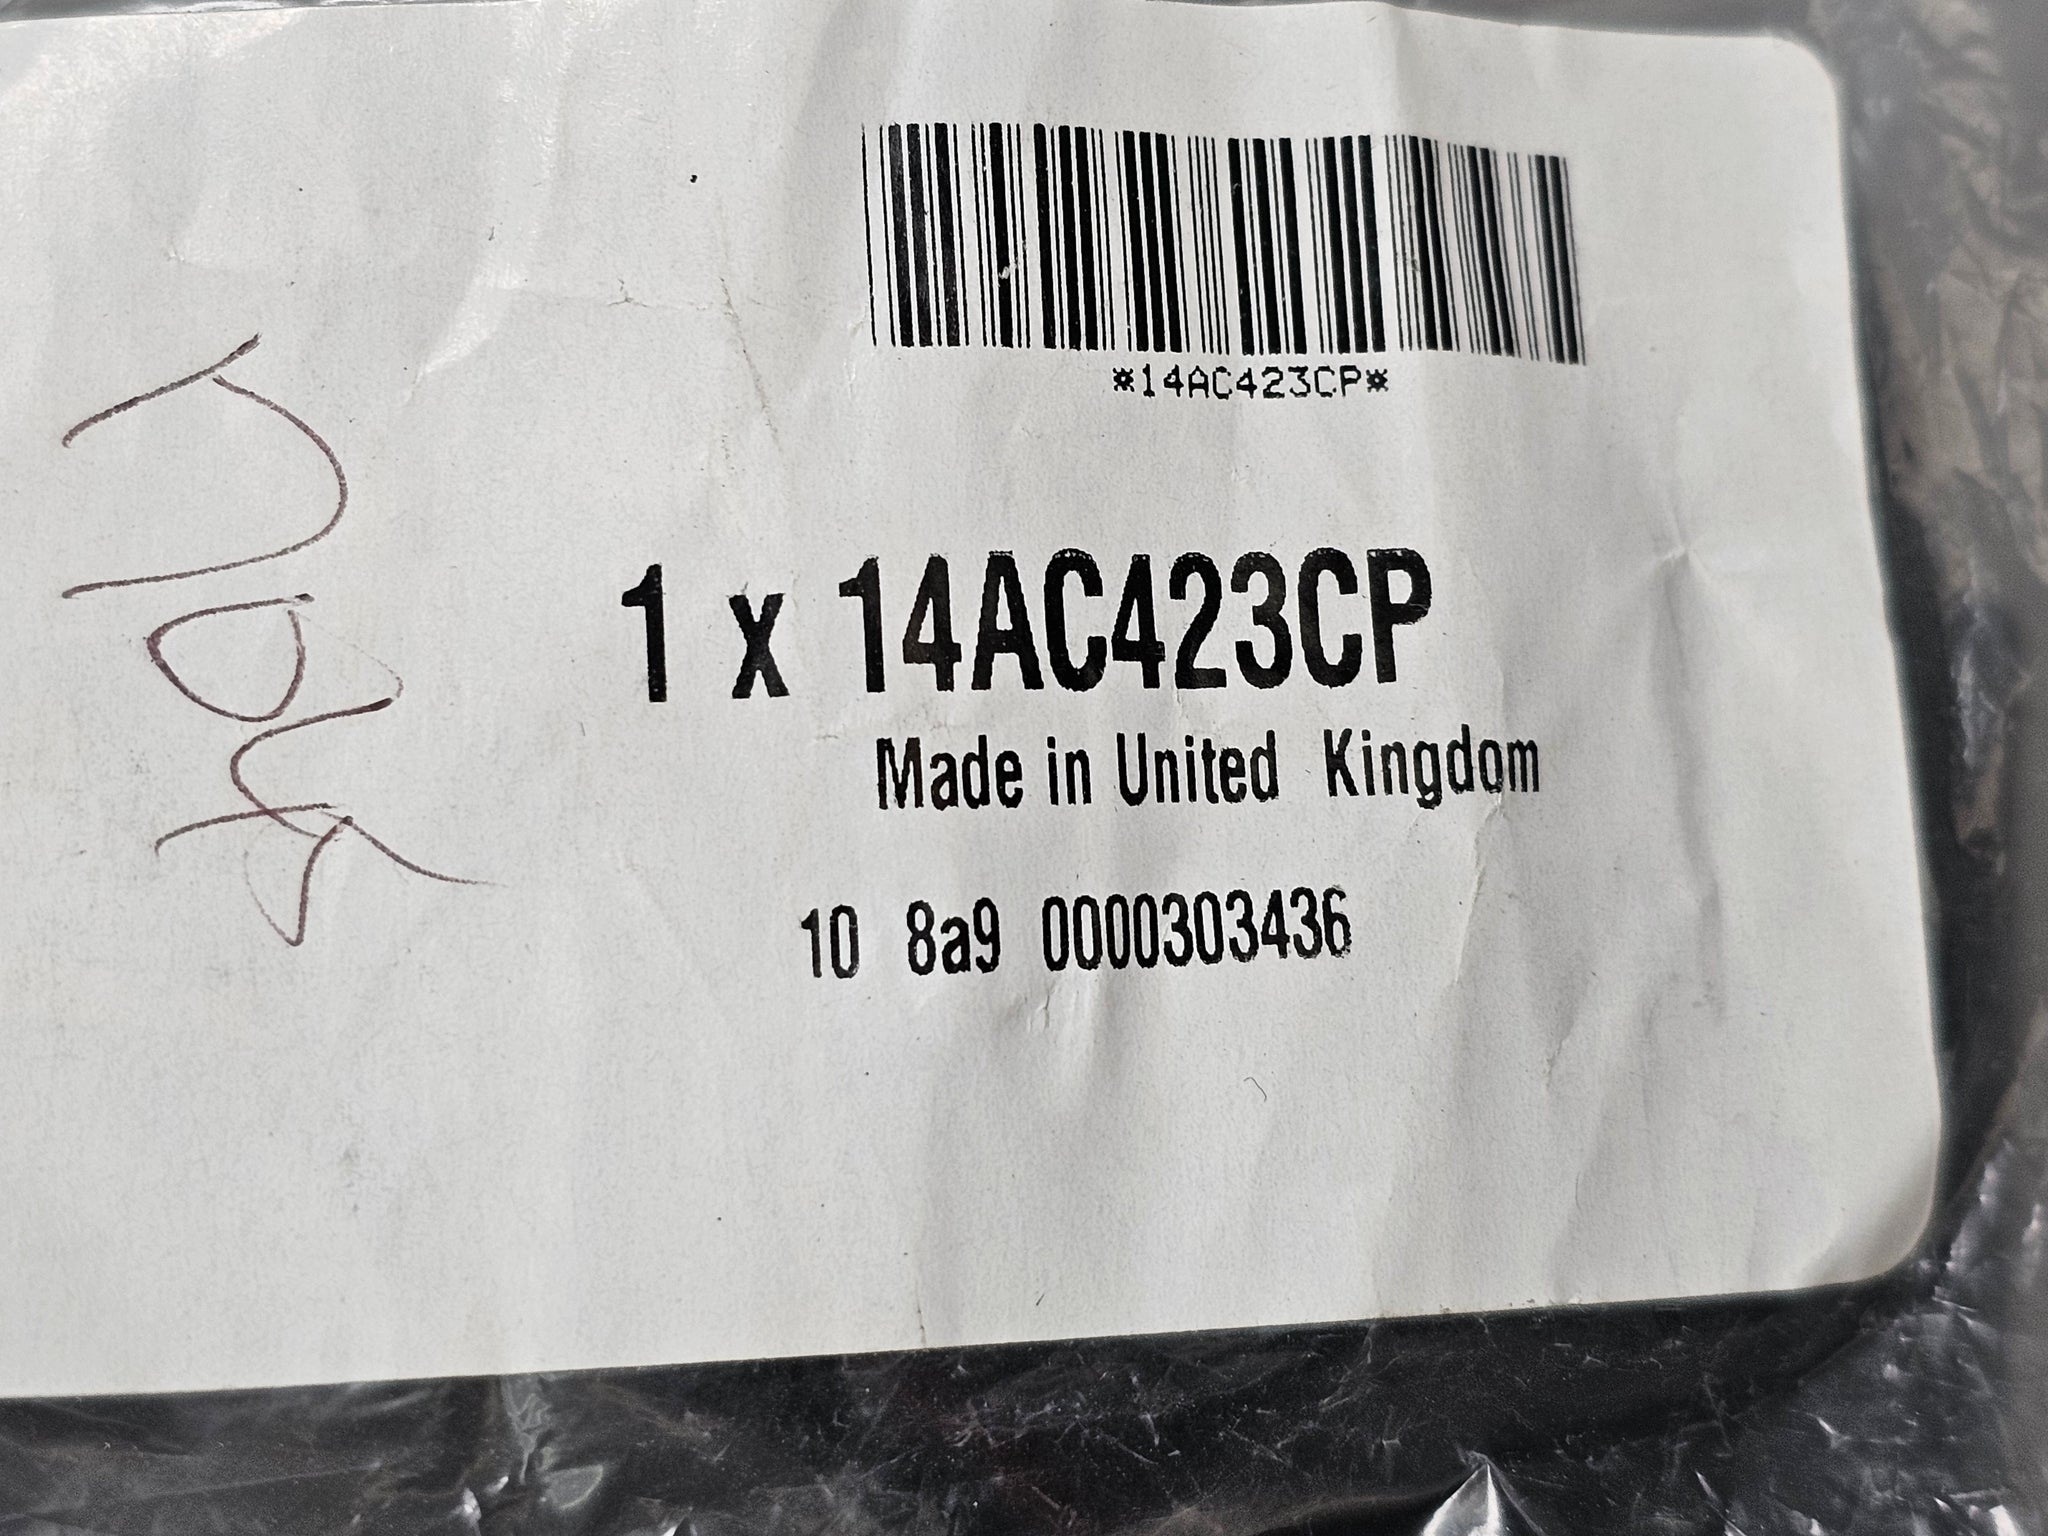 *14AC423CP*
1 x 14AC423CP
Made in United Kingdom
10 8a9 0000303436